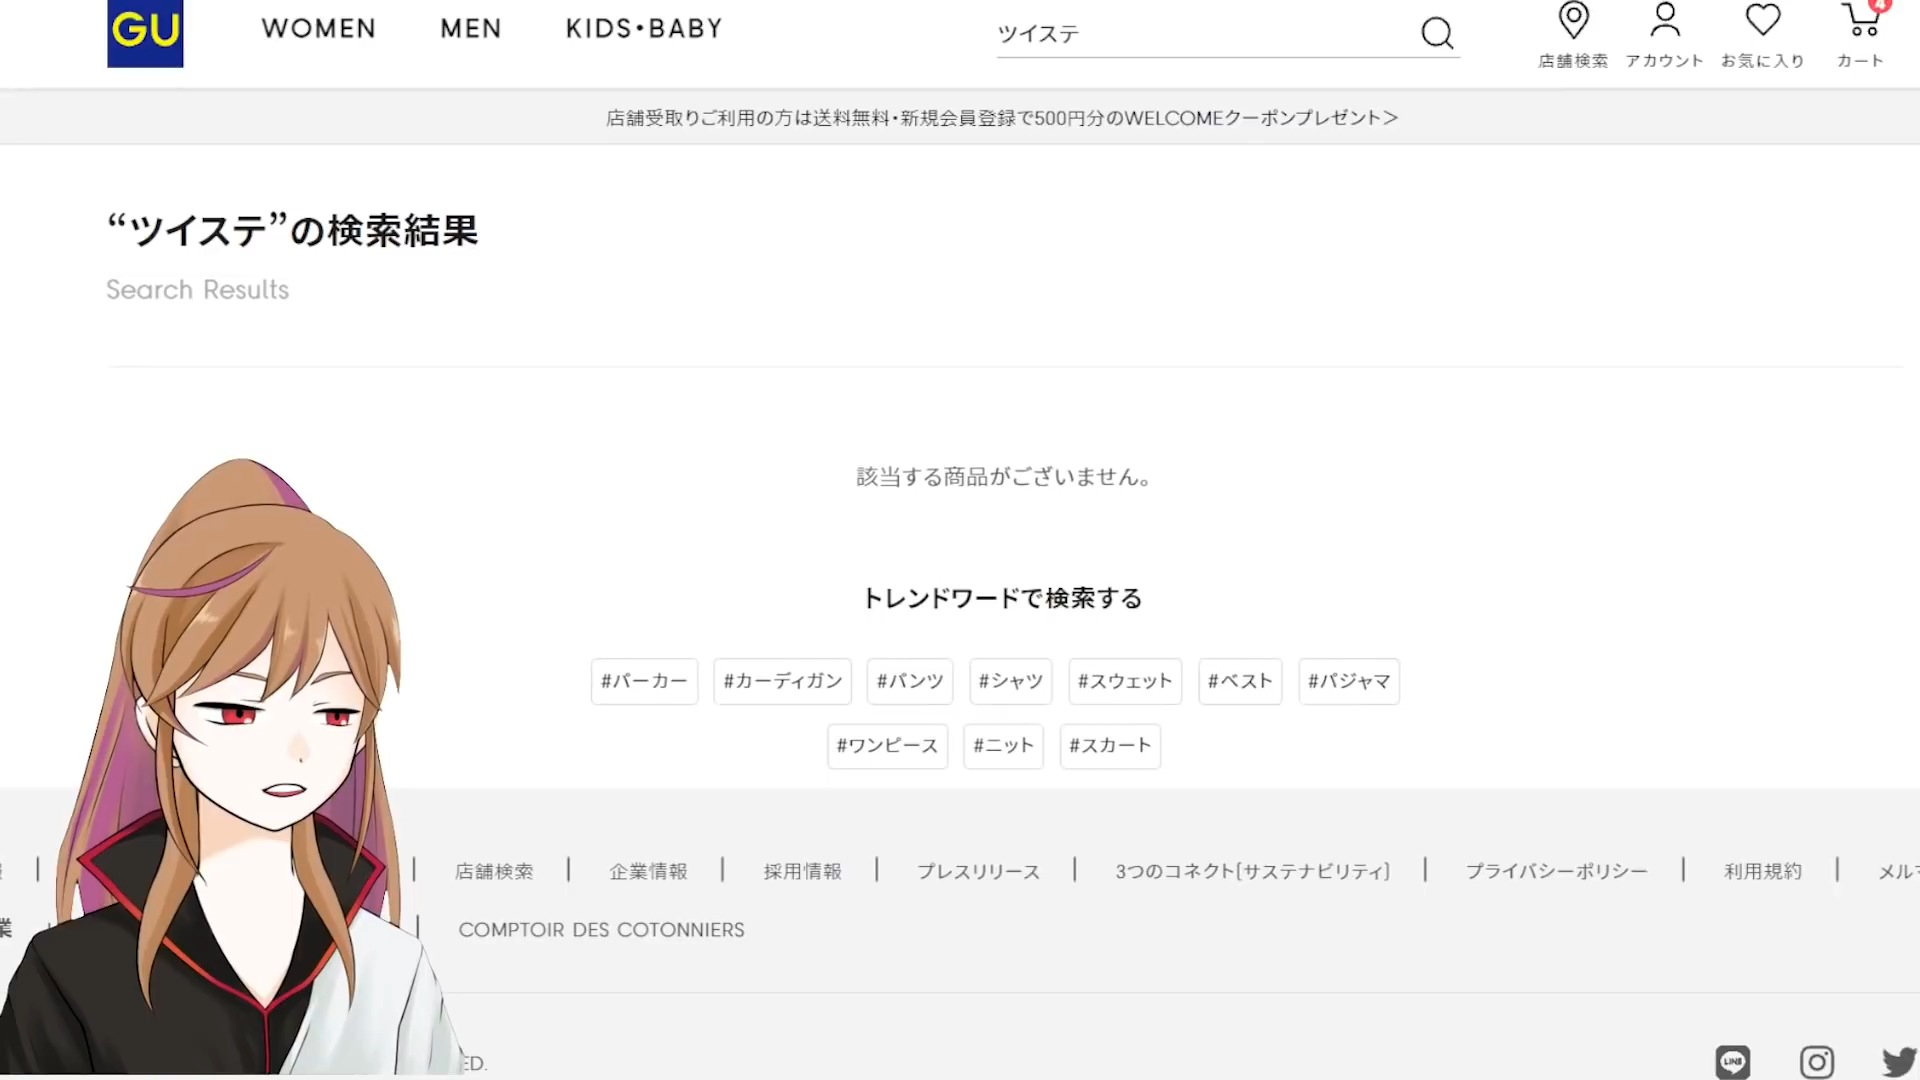 GU
WOMEN MEN KIDS•BABY
ツイステ
4
店舗検索 アカウント お気に入り カート
店舗受取りご利用の方は送料無料・新規会員登録で500円分のWELCOMEクーポンプレゼント＞
“ツイステ”の検索結果
Search Results
該当する商品がございません。
トレンドワードで検索する
#パーカー #カーディガン #パンツ #シャツ #スウェット #ベスト #パジャマ
#ワンピース #ニット #スカート
| | 店舗検索 | 企業情報 | 採用情報 | プレスリリース | 3つのコネクト[サステナビリティ] | プライバシーポリシー | 利用規約 | メルマ
業 | COMPTOIR DES COTONNIERS
ED.
LINE